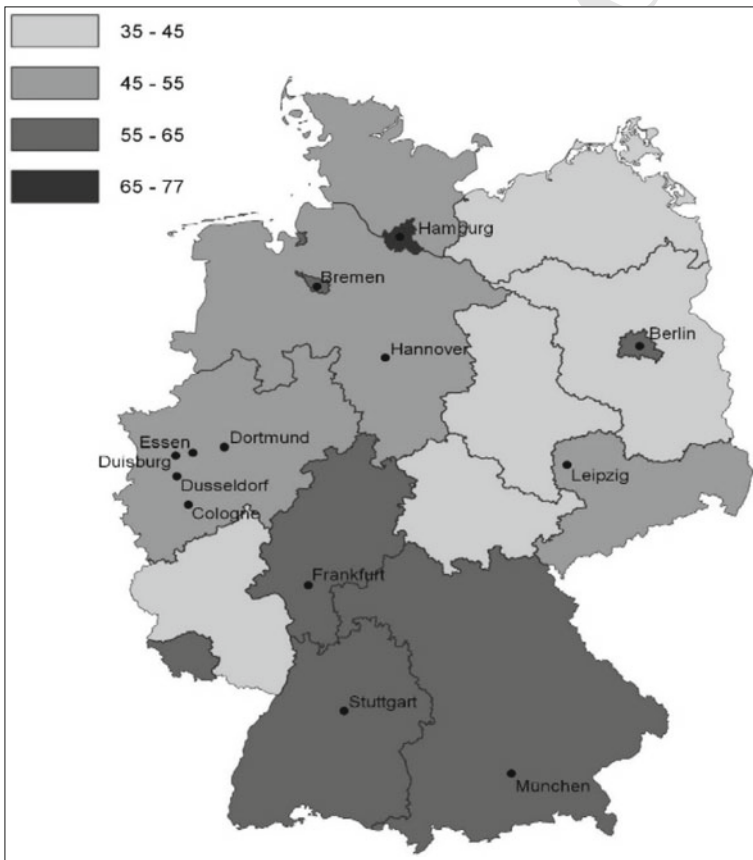 35 - 45
45 - 55
55 - 65
65 - 77
Hamburg
Bremen
Berlin
Hannover
Essen
Dortmund
Duisburg
Leipzig
Dusseldorf
Cologne
Frankfurt
Stuttgart
München